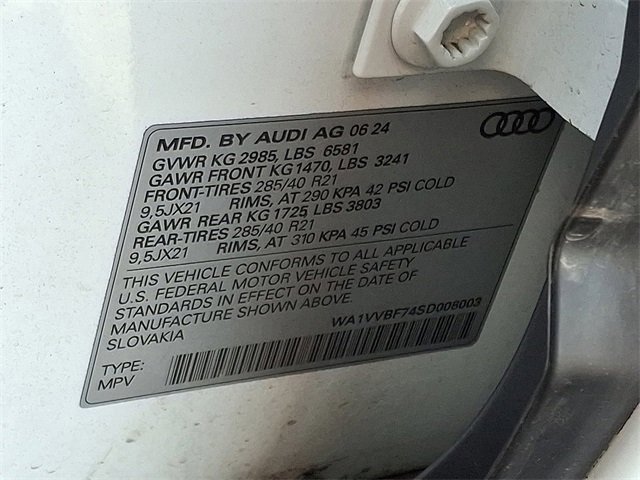 MFD. BY AUDI AG 06 24
GVWR KG 2985, LBS 6581
GAWR FRONT KG 1470, LBS 3241
FRONT-TIRES 285/40 R21
9,5JX21 RIMS, AT 290 KPA 42 PSI COLD
GAWR REAR KG 1725, LBS 3803
REAR-TIRES 285/40 R21
9,5JX21 RIMS, AT 310 KPA 45 PSI COLD
THIS VEHICLE CONFORMS TO ALL APPLICABLE
U.S. FEDERAL MOTOR VEHICLE SAFETY
STANDARDS IN EFFECT ON THE DATE OF
MANUFACTURE SHOWN ABOVE.
SLOVAKIA
WA1VVBF74SD008003
TYPE:
MPV